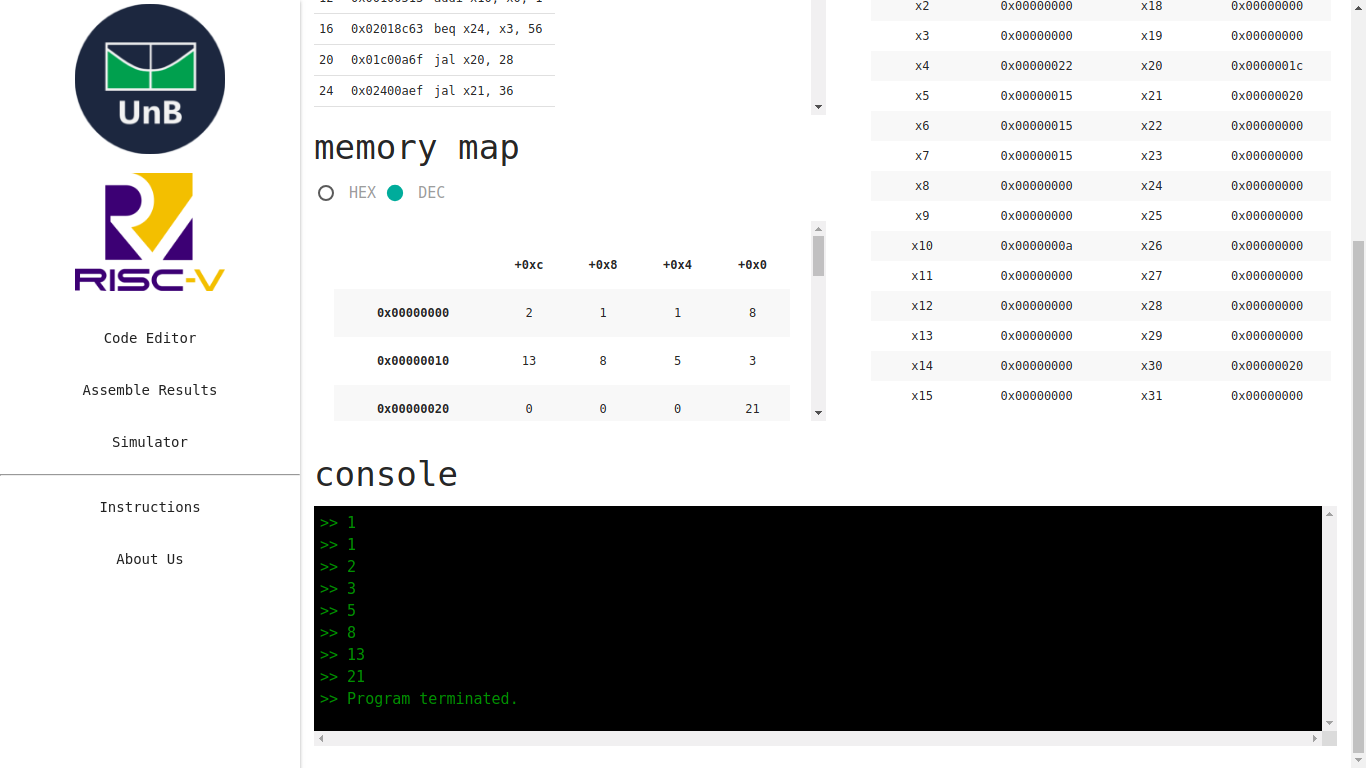 UnB
RISC-V
Code Editor
Assemble Results
Simulator
Instructions
About Us
16 0x02018c63 beq x24, x3, 56
20 0x01c00a6f jal x20, 28
24 0x02400aef jal x21, 36
memory map
HEX DEC
+0xc +0x8 +0x4 +0x0
0x00000000 2 1 1 8
0x00000010 13 8 5 3
0x00000020 0 0 0 21
x2 0x00000000 x18 0x00000000
x3 0x00000000 x19 0x00000000
x4 0x00000022 x20 0x0000001c
x5 0x00000015 x21 0x00000020
x6 0x00000015 x22 0x00000000
x7 0x00000015 x23 0x00000000
x8 0x00000000 x24 0x00000000
x9 0x00000000 x25 0x00000000
x10 0x0000000a x26 0x00000000
x11 0x00000000 x27 0x00000000
x12 0x00000000 x28 0x00000000
x13 0x00000000 x29 0x00000000
x14 0x00000000 x30 0x00000020
x15 0x00000000 x31 0x00000000
console
>> 1
>> 1
>> 2
>> 3
>> 5
>> 8
>> 13
>> 21
>> Program terminated.